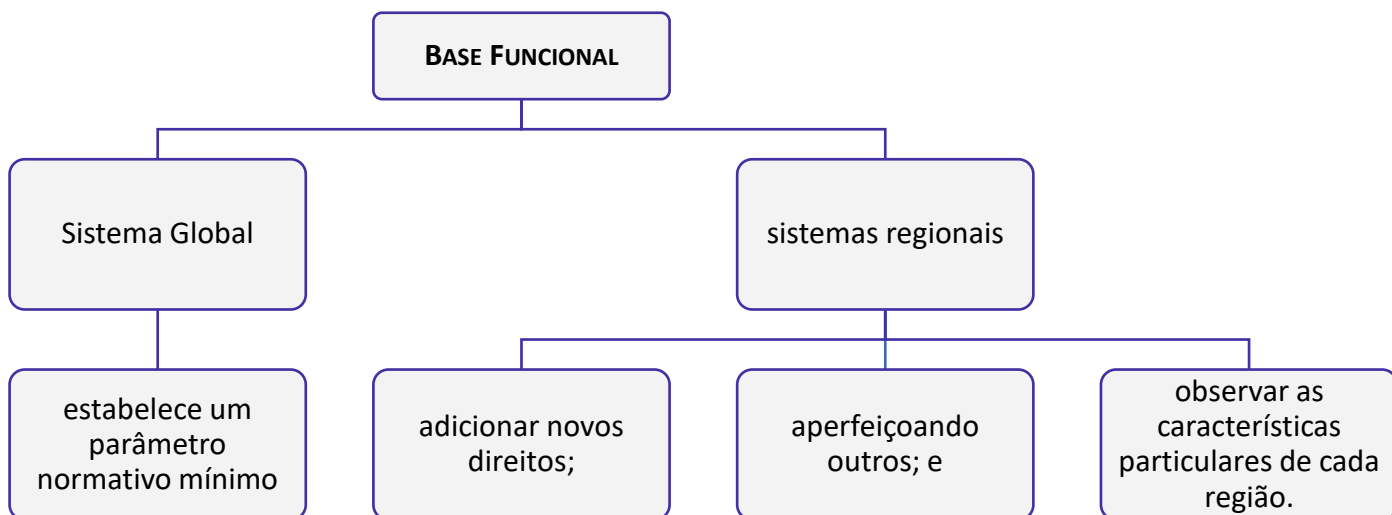 BASE FUNCIONAL
Sistema Global
sistemas regionais
estabelece um
parâmetro
normativo mínimo
adicionar novos
direitos;
aperfeiçoando
outros; e
observar as
características
particulares de cada
região.